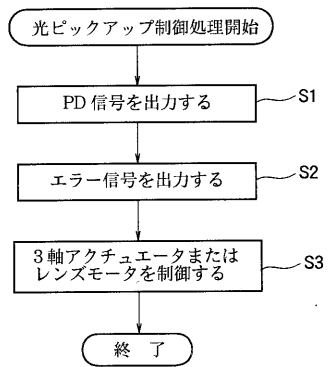 光ピックアップ制御処理開始
PD 信号を出力する
S1
エラー信号を出力する
S2
3軸アクチュエータまたは
レンズモータを制御する
S3
終 了